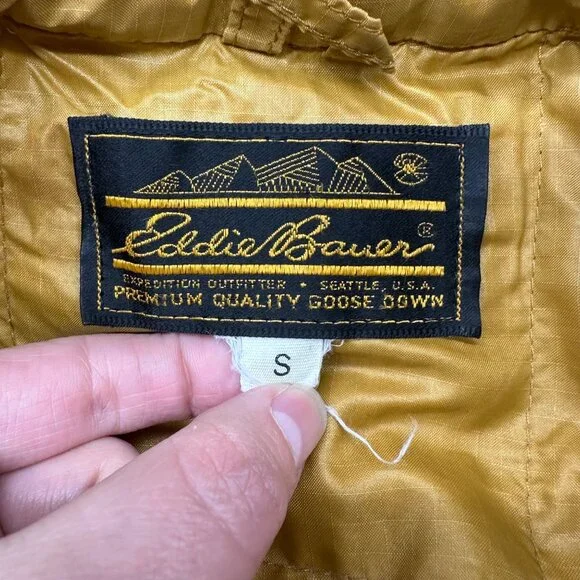 Eddie Bauer ®
EXPEDITION OUTFITTER • SEATTLE, U.S.A.
PREMIUM QUALITY GOOSE DOWN
S